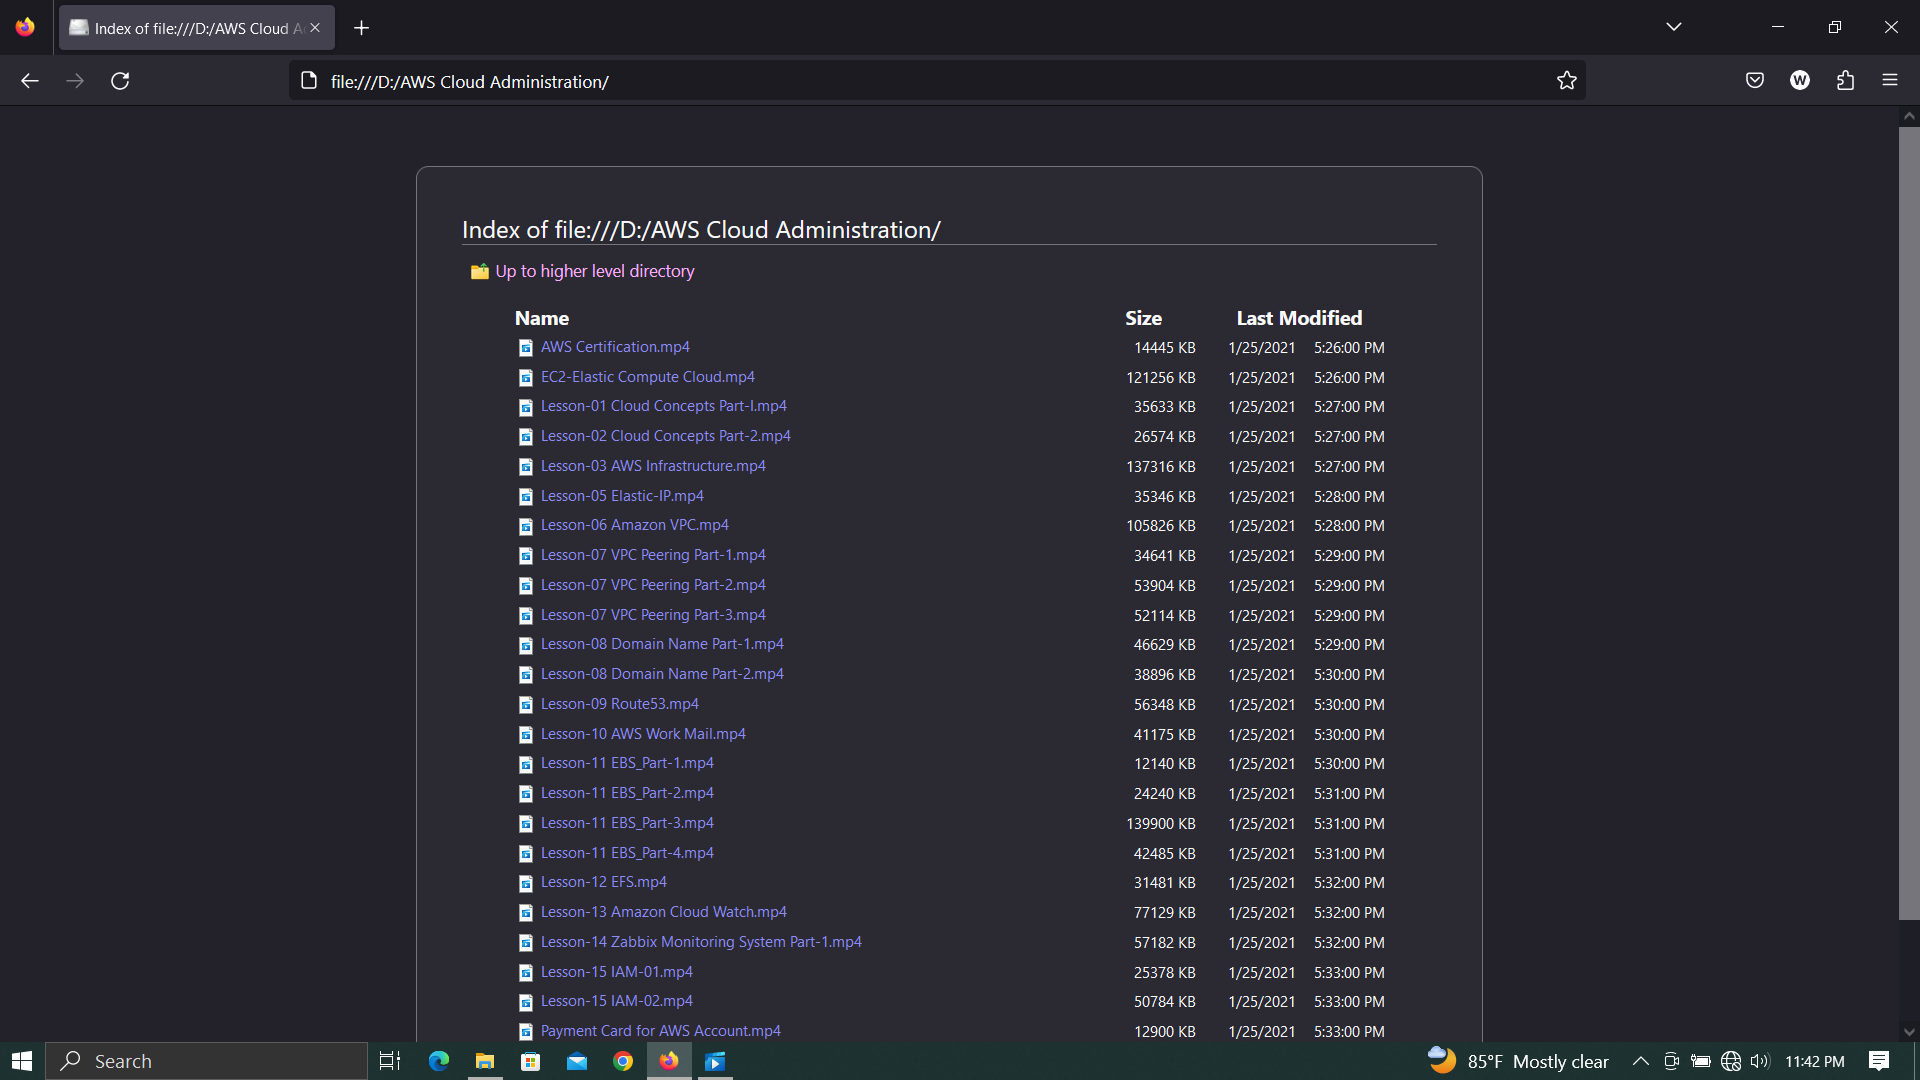 Index of file:///D:/AWS Cloud A
file:///D:/AWS Cloud Administration/
W
Index of file:///D:/AWS Cloud Administration/
Up to higher level directory
Name Size Last Modified
AWS Certification.mp4 14445 KB 1/25/2021 5:26:00 PM
EC2-Elastic Compute Cloud.mp4 121256 KB 1/25/2021 5:26:00 PM
Lesson-01 Cloud Concepts Part-I.mp4 35633 KB 1/25/2021 5:27:00 PM
Lesson-02 Cloud Concepts Part-2.mp4 26574 KB 1/25/2021 5:27:00 PM
Lesson-03 AWS Infrastructure.mp4 137316 KB 1/25/2021 5:27:00 PM
Lesson-05 Elastic-IP.mp4 35346 KB 1/25/2021 5:28:00 PM
Lesson-06 Amazon VPC.mp4 105826 KB 1/25/2021 5:28:00 PM
Lesson-07 VPC Peering Part-1.mp4 34641 KB 1/25/2021 5:29:00 PM
Lesson-07 VPC Peering Part-2.mp4 53904 KB 1/25/2021 5:29:00 PM
Lesson-07 VPC Peering Part-3.mp4 52114 KB 1/25/2021 5:29:00 PM
Lesson-08 Domain Name Part-1.mp4 46629 KB 1/25/2021 5:29:00 PM
Lesson-08 Domain Name Part-2.mp4 38896 KB 1/25/2021 5:30:00 PM
Lesson-09 Route53.mp4 56348 KB 1/25/2021 5:30:00 PM
Lesson-10 AWS Work Mail.mp4 41175 KB 1/25/2021 5:30:00 PM
Lesson-11 EBS_Part-1.mp4 12140 KB 1/25/2021 5:30:00 PM
Lesson-11 EBS_Part-2.mp4 24240 KB 1/25/2021 5:31:00 PM
Lesson-11 EBS_Part-3.mp4 139900 KB 1/25/2021 5:31:00 PM
Lesson-11 EBS_Part-4.mp4 42485 KB 1/25/2021 5:31:00 PM
Lesson-12 EFS.mp4 31481 KB 1/25/2021 5:32:00 PM
Lesson-13 Amazon Cloud Watch.mp4 77129 KB 1/25/2021 5:32:00 PM
Lesson-14 Zabbix Monitoring System Part-1.mp4 57182 KB 1/25/2021 5:32:00 PM
Lesson-15 IAM-01.mp4 25378 KB 1/25/2021 5:33:00 PM
Lesson-15 IAM-02.mp4 50784 KB 1/25/2021 5:33:00 PM
Payment Card for AWS Account.mp4 12900 KB 1/25/2021 5:33:00 PM
Search 85°F Mostly clear 11:42 PM